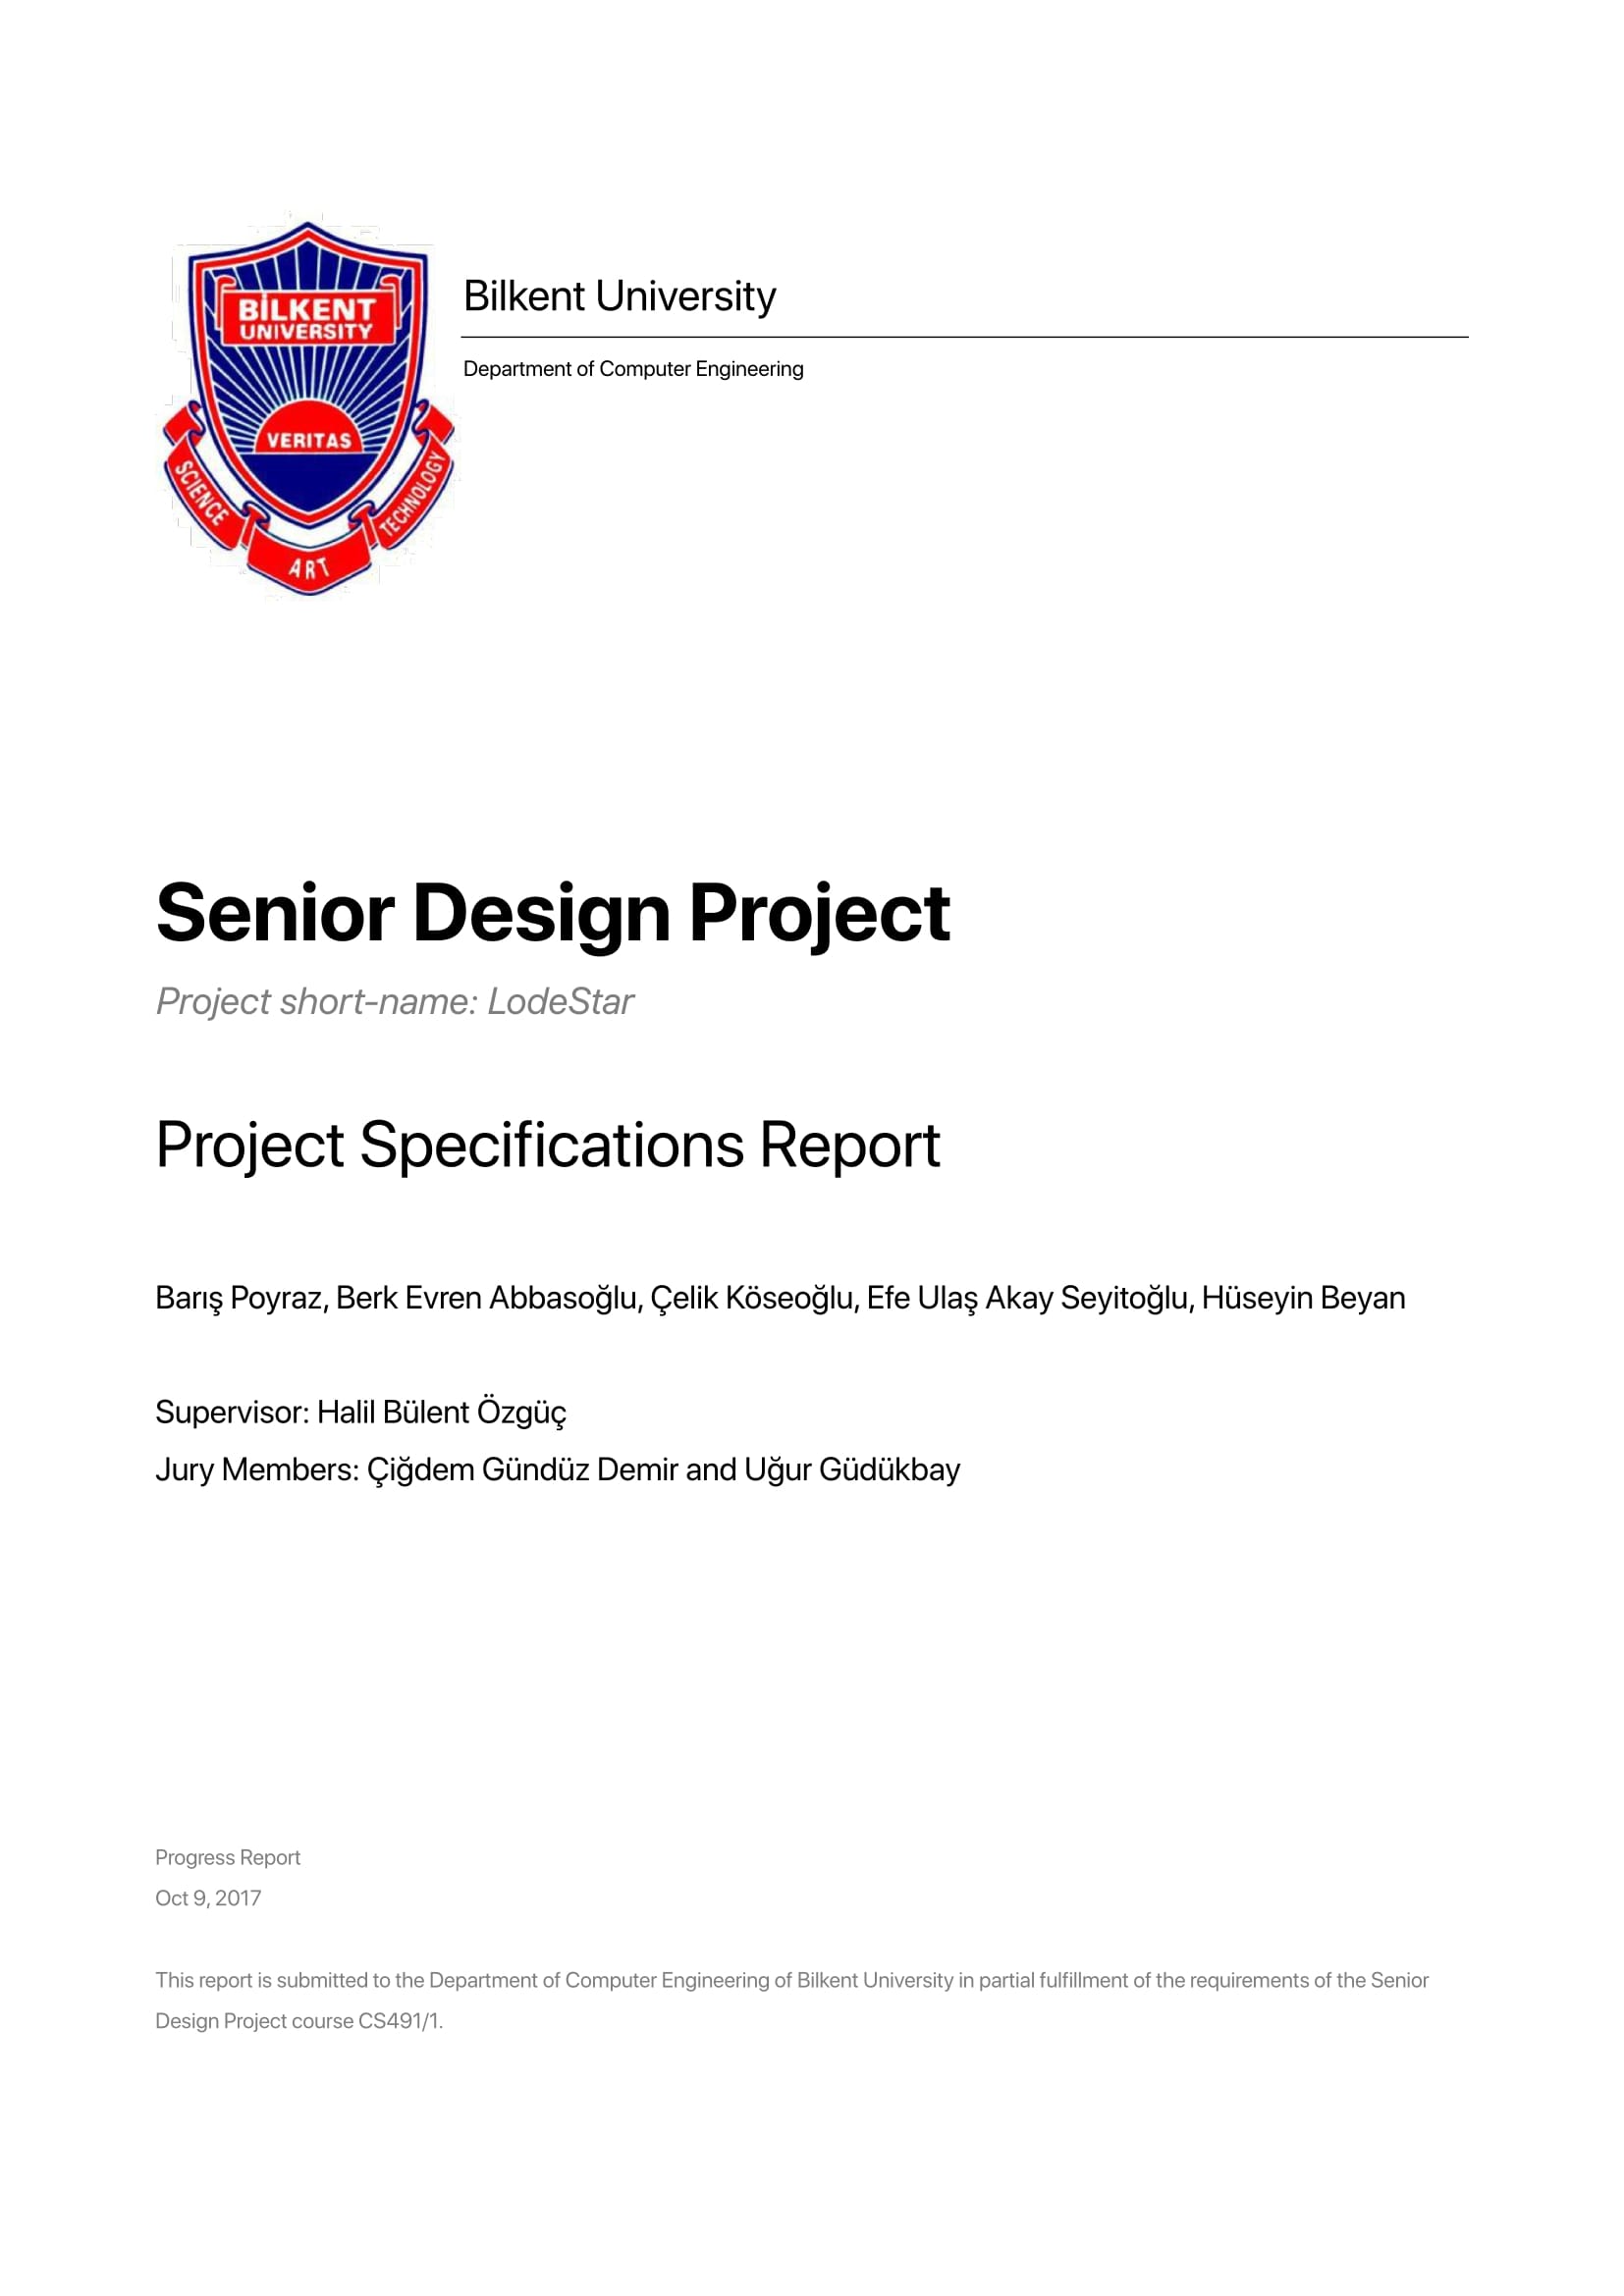 BİLKENT
UNIVERSITY
VERITAS
SCIENCE
ART
TECHNOLOGY
Bilkent University
Department of Computer Engineering
Senior Design Project
Project short-name: LodeStar
Project Specifications Report
Barış Poyraz, Berk Evren Abbasoğlu, Çelik Köseoğlu, Efe Ulaş Akay Seyitoğlu, Hüseyin Beyan
Supervisor: Halil Bülent Özgüç
Jury Members: Çiğdem Gündüz Demir and Uğur Güdükbay
Progress Report
Oct 9, 2017
This report is submitted to the Department of Computer Engineering of Bilkent University in partial fulfillment of the requirements of the Senior
Design Project course CS491/1.